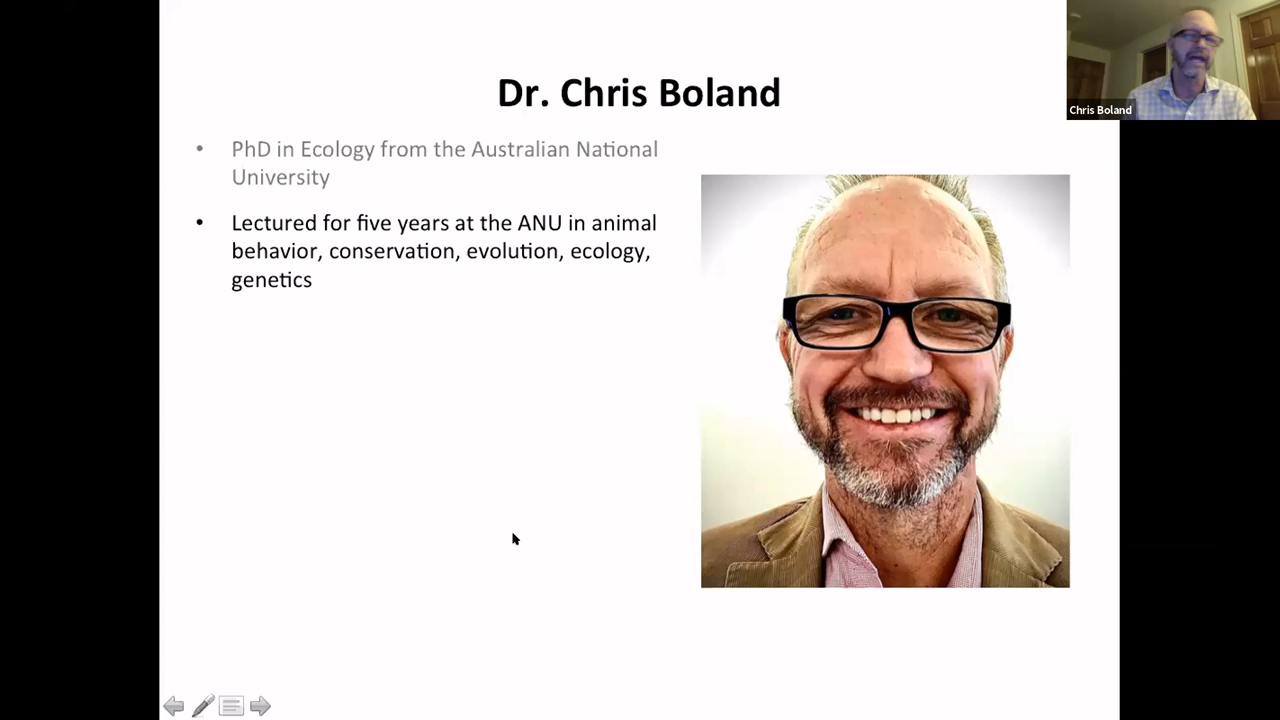 Dr. Chris Boland
Chris Boland
• PhD in Ecology from the Australian National
University
• Lectured for five years at the ANU in animal
behavior, conservation, evolution, ecology,
genetics